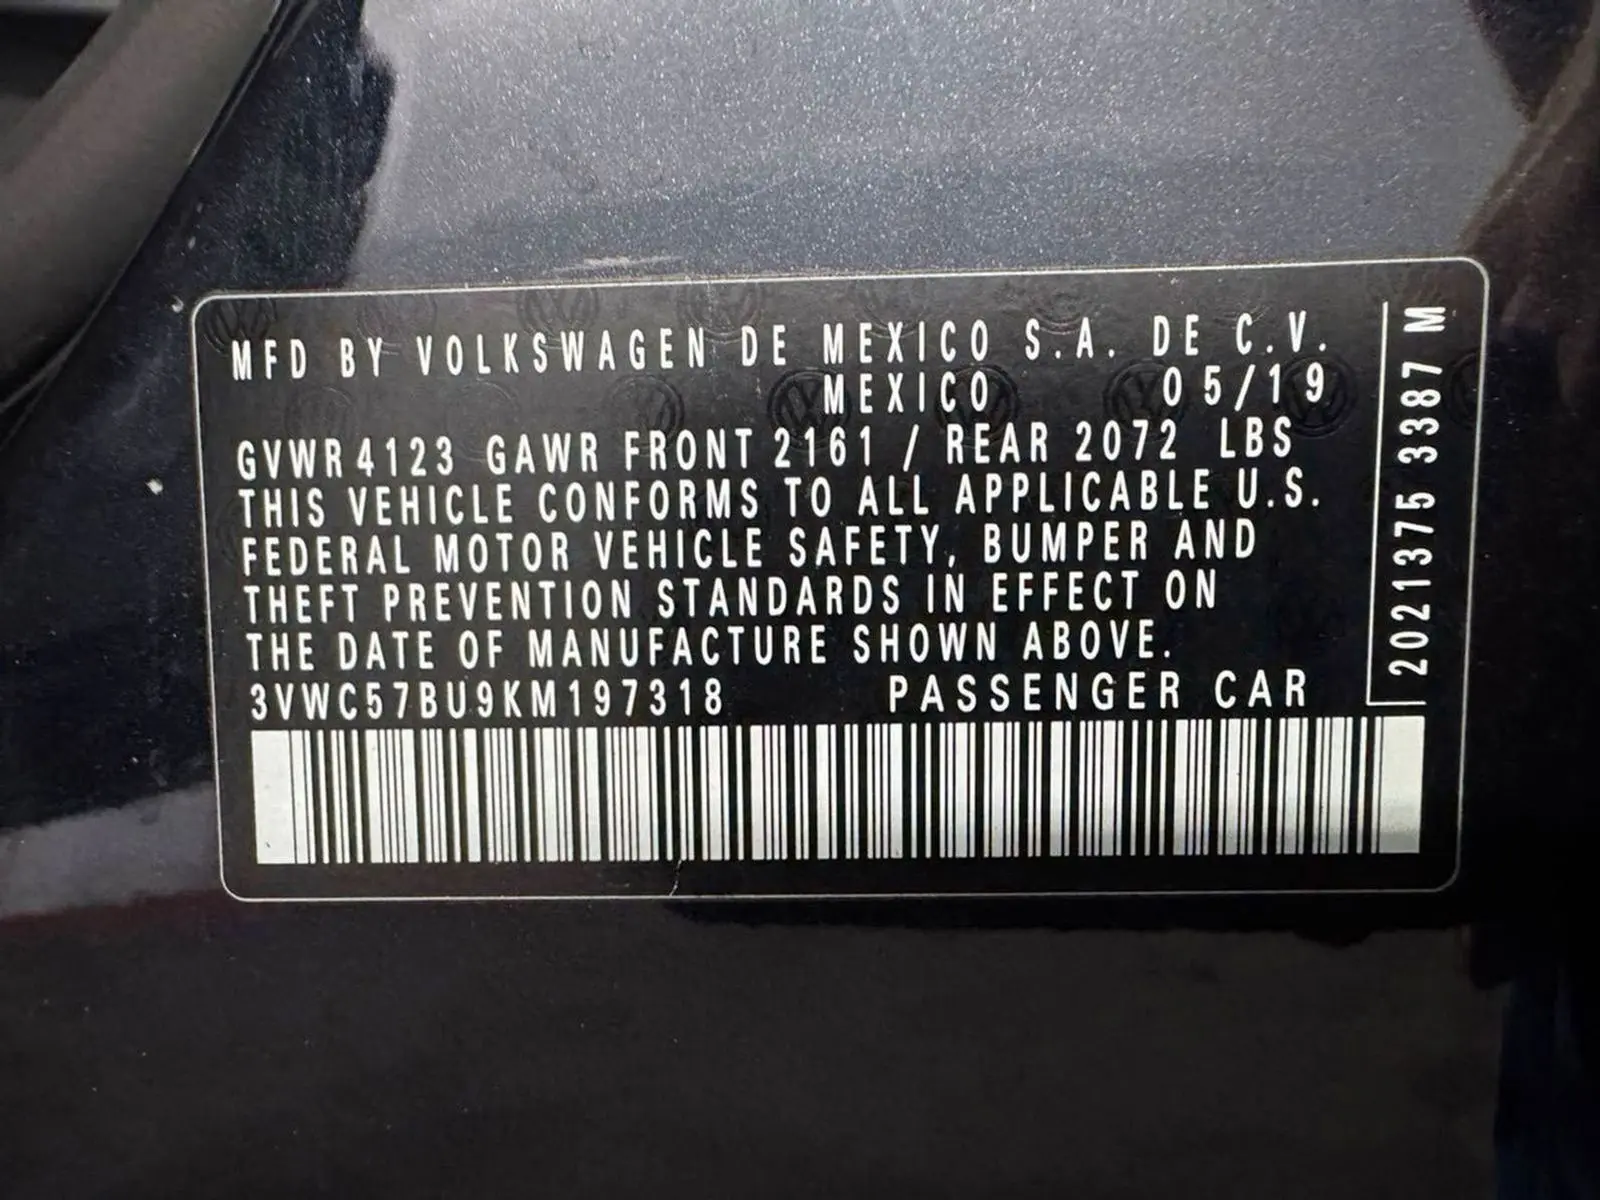 MFD BY VOLKSWAGEN DE MEXICO S.A. DE C.V.
MEXICO 05/19
GVWR 4123 GAWR FRONT 2161 / REAR 2072 LBS
THIS VEHICLE CONFORMS TO ALL APPLICABLE U.S.
FEDERAL MOTOR VEHICLE SAFETY, BUMPER AND
THEFT PREVENTION STANDARDS IN EFFECT ON
THE DATE OF MANUFACTURE SHOWN ABOVE.
3VWC57BU9KM197318 PASSENGER CAR
2021375 3387 M